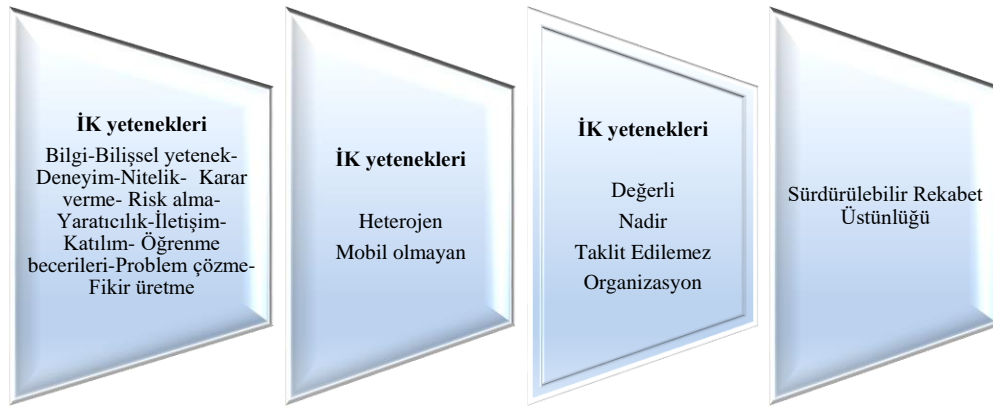 İK yetenekleri
Bilgi-Bilişsel yetenek-
Deneyim-Nitelik- Karar
verme- Risk alma-
Yaratıcılık-İletişim-
Katılım- Öğrenme
becerileri-Problem çözme-
Fikir üretme
İK yetenekleri
Heterojen
Mobil olmayan
İK yetenekleri
Değerli
Nadir
Taklit Edilemez
Organizasyon
Sürdürülebilir Rekabet
Üstünlüğü